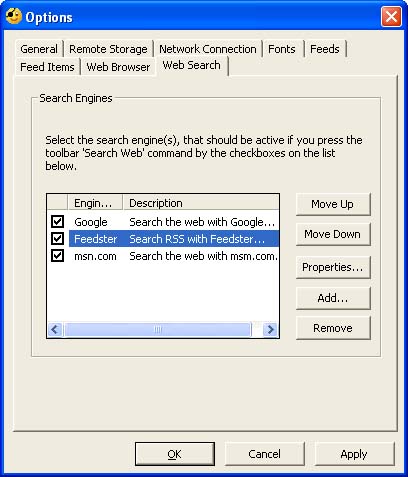 Options
General Remote Storage Network Connection Fonts Feeds
Feed Items Web Browser Web Search
Search Engines
Select the search engine(s), that should be active if you press the
toolbar 'Search Web' command by the checkboxes on the list
below.
Engin... Description
Google Search the web with Google...
Feedster Search RSS with Feedster...
msn.com Search the web with msm.com.
Move Up
Move Down
Properties...
Add...
Remove
OK Cancel Apply